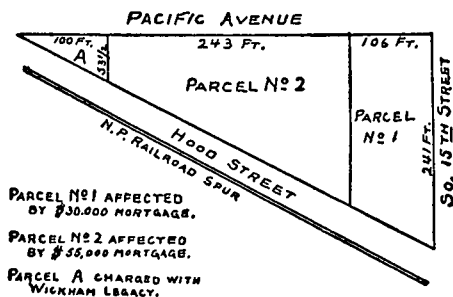 PACIFIC AVENUE
100 FT. 243 FT. 106 FT.
A 53 1/2
PARCEL No 2
PARCEL
No 1
241 FT.
SO. 15TH STREET
HOOD STREET
N.P. RAILROAD SPUR
PARCEL No 1 AFFECTED
BY $30.000 MORTGAGE.
PARCEL No 2 AFFECTED
BY $55,000 MORTGAGE.
PARCEL A CHARGED WITH
WICKHAM LEGACY.